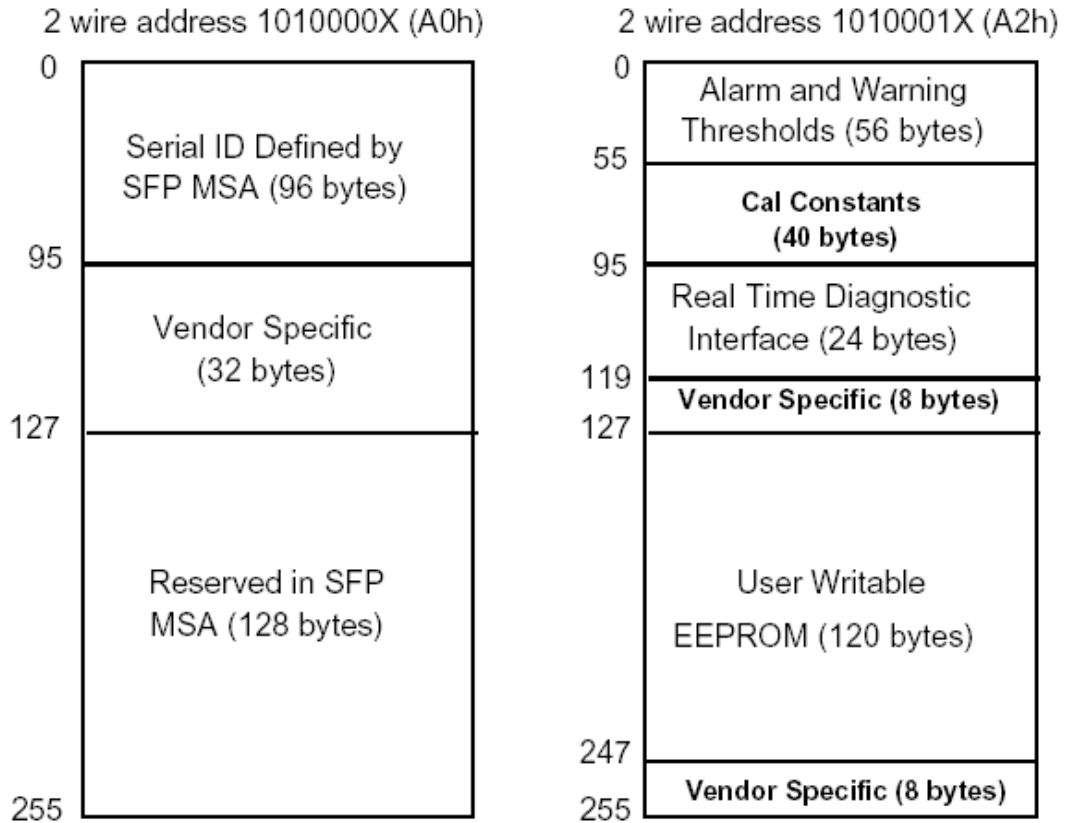 2 wire address 1010000X (A0h)
0
Serial ID Defined by
SFP MSA (96 bytes)
95
Vendor Specific
(32 bytes)
127
Reserved in SFP
MSA (128 bytes)
255
2 wire address 1010001X (A2h)
0
Alarm and Warning
Thresholds (56 bytes)
55
Cal Constants
(40 bytes)
95
Real Time Diagnostic
Interface (24 bytes)
119
Vendor Specific (8 bytes)
127
User Writable
EEPROM (120 bytes)
247
Vendor Specific (8 bytes)
255